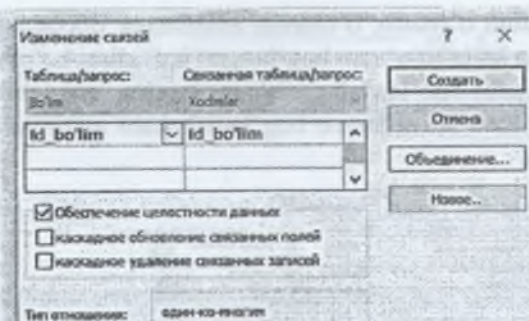 Изменение связей ? ×
Таблица/запрос: Связанная таблица/запрос: Создать
Bo'lim Xodimlar
Отмена
Id_bo'lim Id_bo'lim
Объединение...
Новое..
Обеспечение целостности данных
каскадное обновление связанных полей
каскадное удаление связанных записей
Тип отношения: один-ко-многим